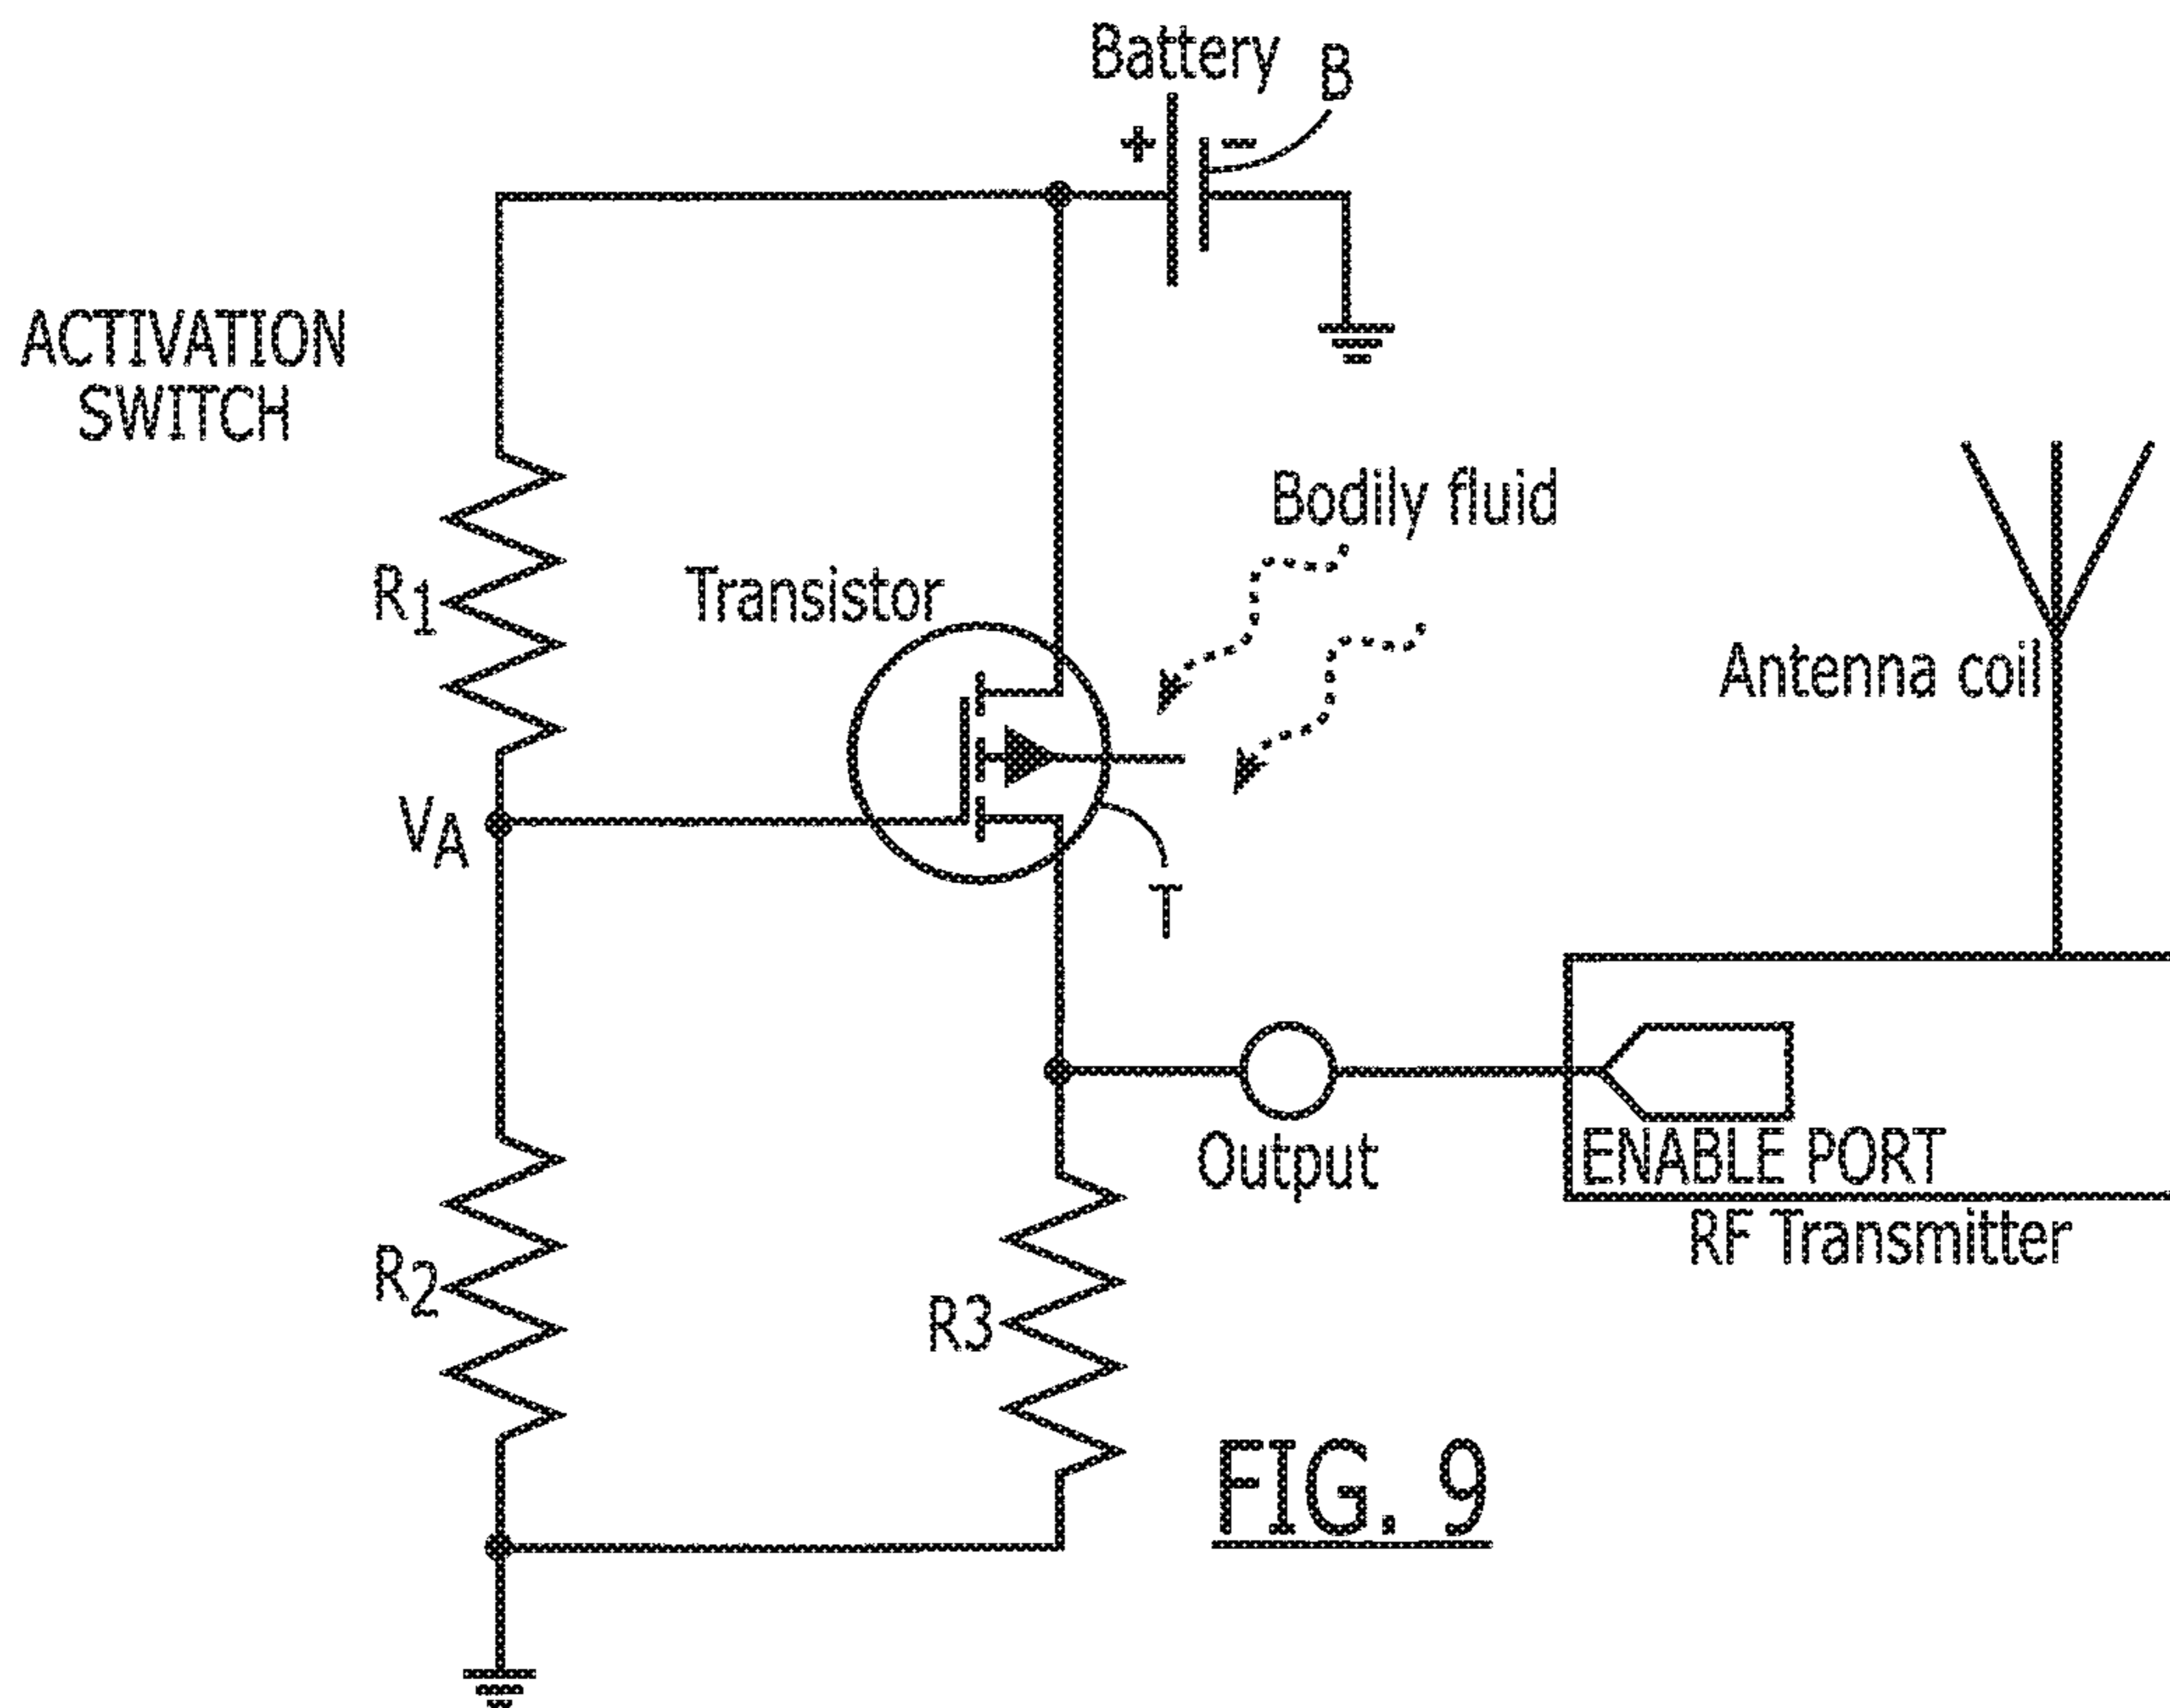 Battery
B
+ −
ACTIVATION
SWITCH
Bodily fluid
R1
Transistor
Antenna coil
VA
T
ENABLE PORT
Output
RF Transmitter
R2
R3
FIG. 9